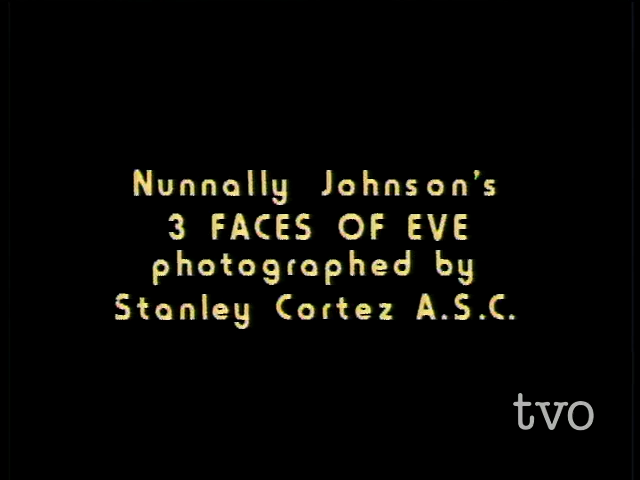 Nunnally Johnson's
3 FACES OF EVE
photographed by
Stanley Cortez A.S.C.
tvo